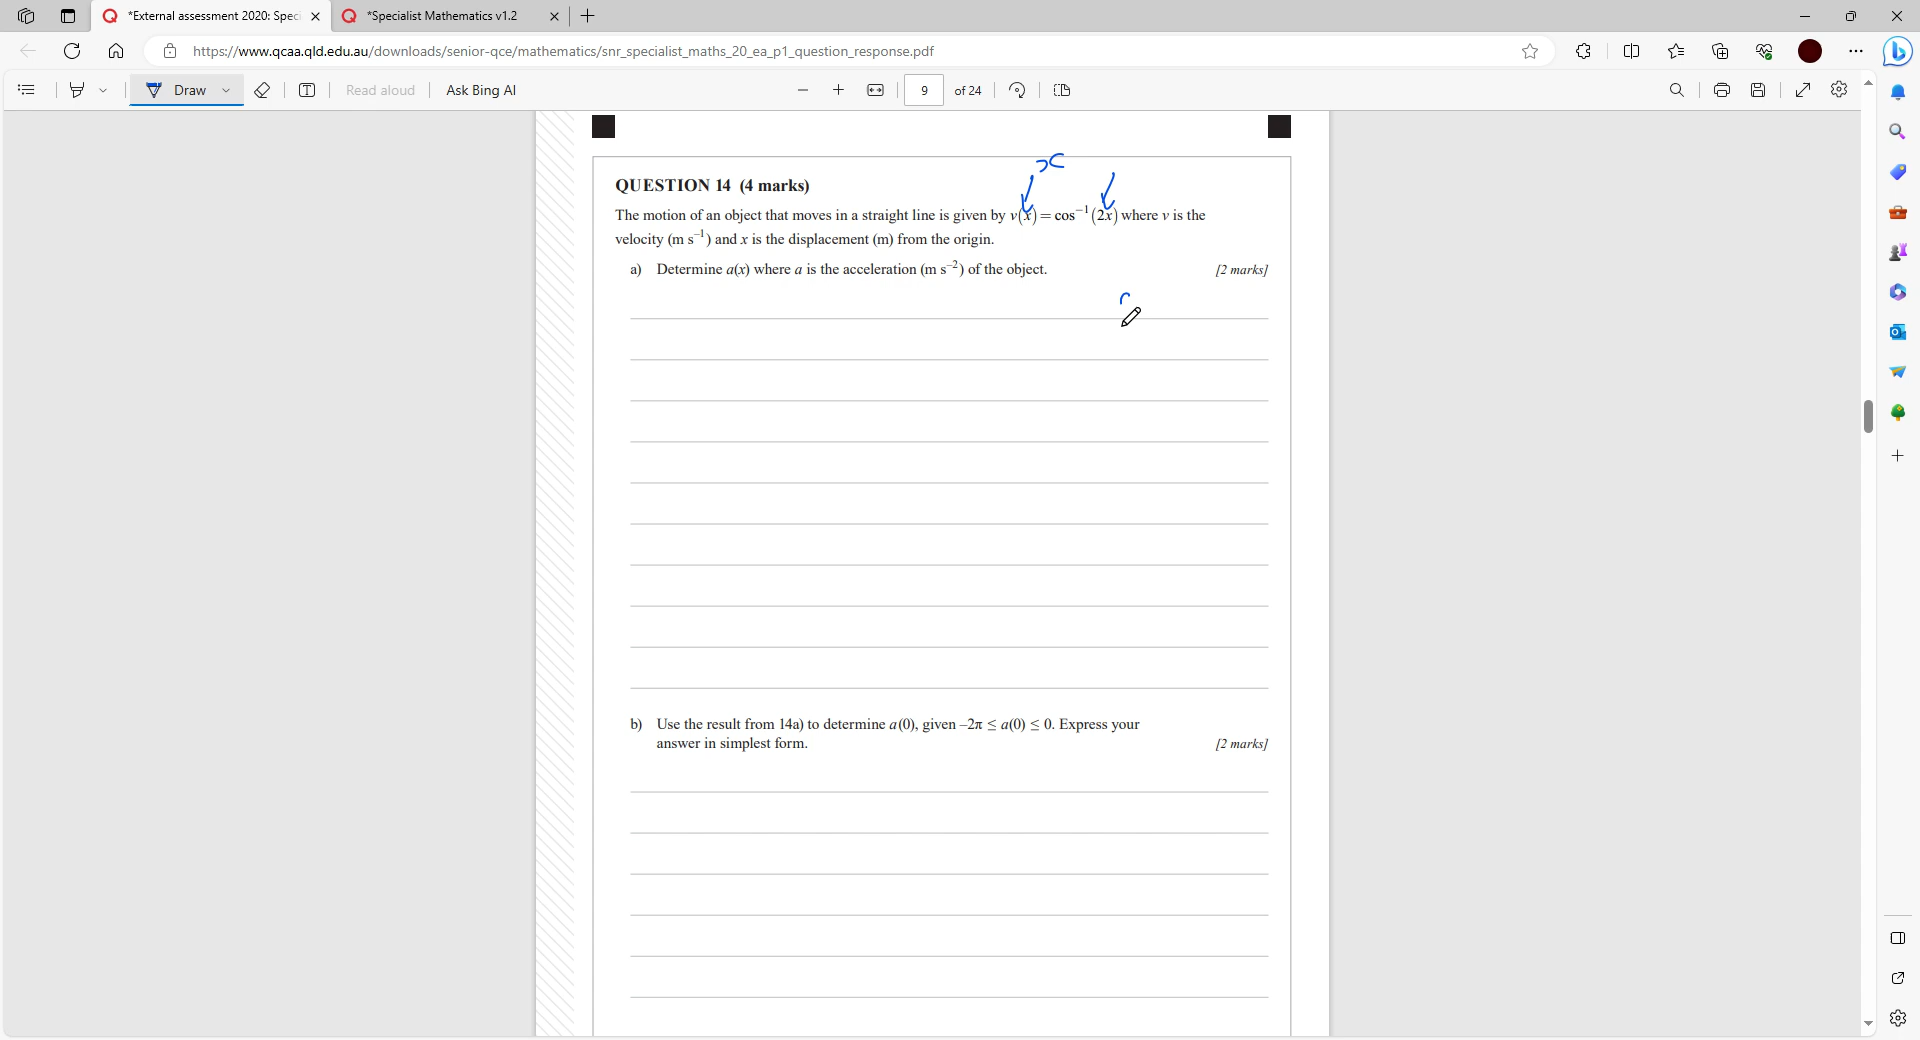 *External assessment 2020: Spec
*Specialist Mathematics v1.2
https://www.qcaa.qld.edu.au/downloads/senior-qce/mathematics/snr_specialist_maths_20_ea_p1_question_response.pdf
Draw
Read aloud
Ask Bing AI
9 of 24
x
QUESTION 14 (4 marks)
The motion of an object that moves in a straight line is given by v(x) = cos⁻¹(2x) where v is the
velocity (m s⁻¹) and x is the displacement (m) from the origin.
a) Determine a(x) where a is the acceleration (m s⁻²) of the object. [2 marks]
b) Use the result from 14a) to determine a(0), given –2π ≤ a(0) ≤ 0. Express your
answer in simplest form. [2 marks]